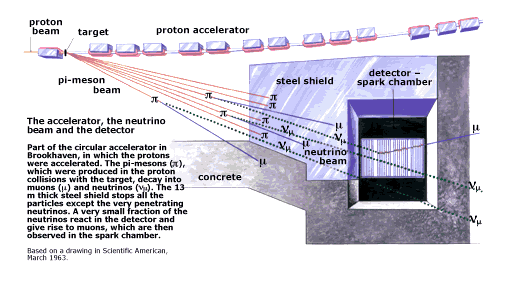 proton
beam
target
proton accelerator
pi-meson
beam
steel shield
detector –
spark chamber
π
π
π
π
π
π
π
νμ
νμ
μ
μ
μ
μ
neutrino
beam
concrete
νμ
νμ
The accelerator, the neutrino
beam and the detector
Part of the circular accelerator in
Brookhaven, in which the protons
were accelerated. The pi-mesons (π),
which were produced in the proton
collisions with the target, decay into
muons (μ) and neutrinos (νμ). The 13
m thick steel shield stops all the
particles except the very penetrating
neutrinos. A very small fraction of the
neutrinos react in the detector and
give rise to muons, which are then
observed in the spark chamber.
Based on a drawing in Scientific American,
March 1963.